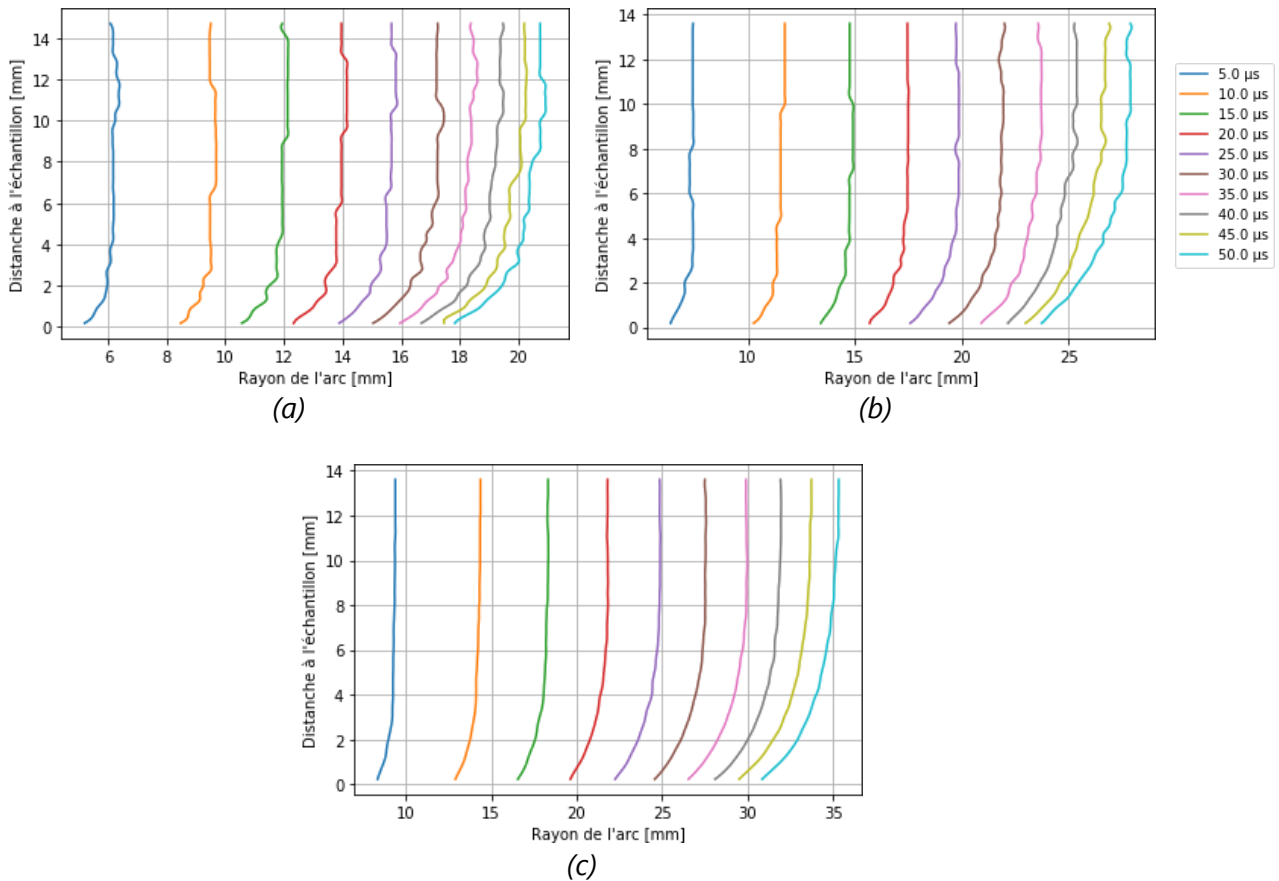 14
12
10
8
6
4
2
0
Distanche à l'échantillon [mm]
6 8 10 12 14 16 18 20
Rayon de l'arc [mm]
(a)
14
12
10
8
6
4
2
0
Distanche à l'échantillon [mm]
10 15 20 25
Rayon de l'arc [mm]
(b)
5.0 µs
10.0 µs
15.0 µs
20.0 µs
25.0 µs
30.0 µs
35.0 µs
40.0 µs
45.0 µs
50.0 µs
14
12
10
8
6
4
2
0
Distanche à l'échantillon [mm]
10 15 20 25 30 35
Rayon de l'arc [mm]
(c)